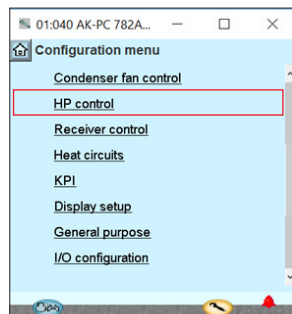 01:040 AK-PC 782A...
Configuration menu
Condenser fan control
HP control
Receiver control
Heat circuits
KPI
Display setup
General purpose
I/O configuration